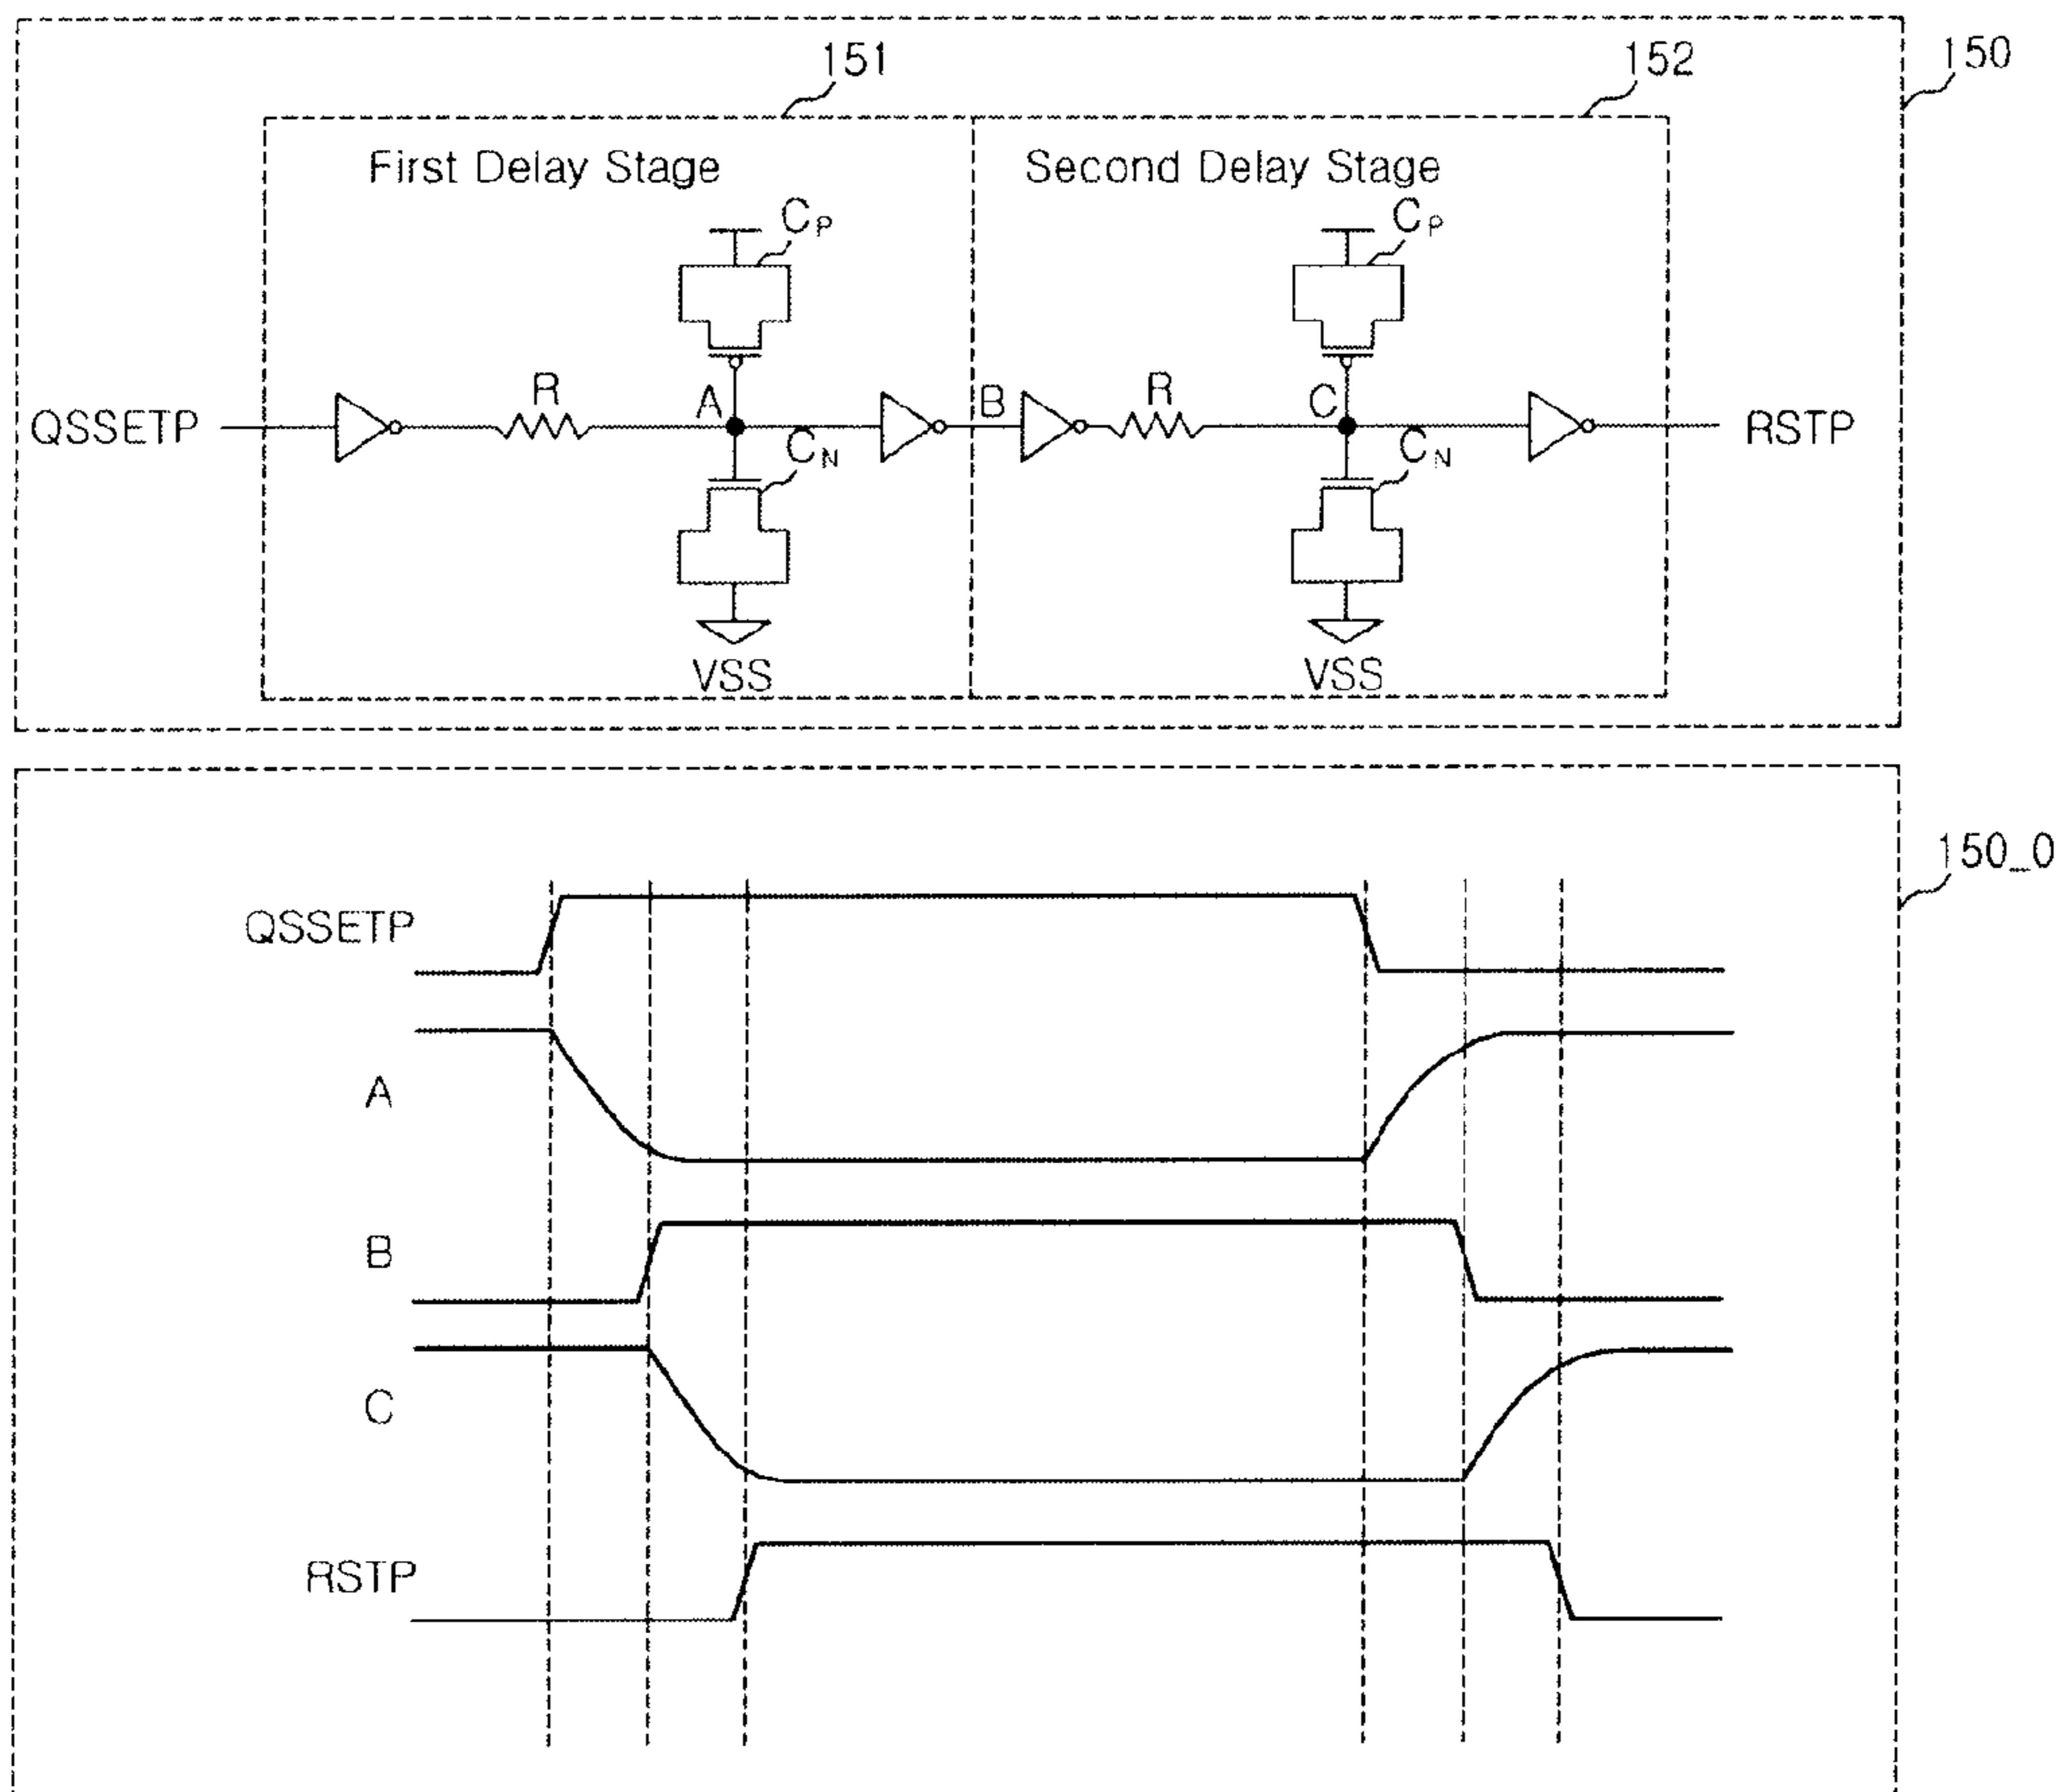 151
152
150
First Delay Stage
Second Delay Stage
CP
CP
QSSETP
R
A
B
R
C
RSTP
CN
CN
VSS
VSS
150_0
QSSETP
A
B
C
RSTP